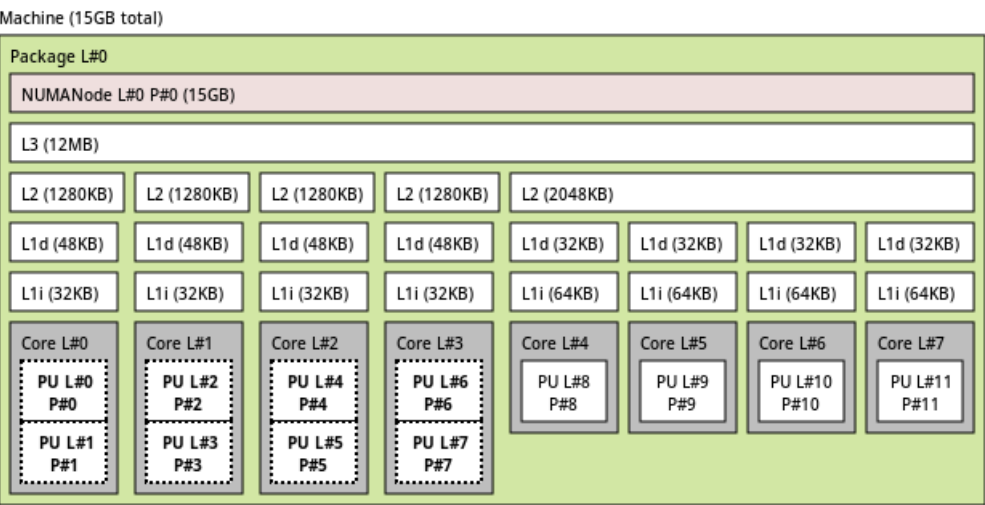 Machine (15GB total)
Package L#0
NUMANode L#0 P#0 (15GB)
L3 (12MB)
L2 (1280KB) L2 (1280KB) L2 (1280KB) L2 (1280KB) L2 (2048KB)
L1d (48KB) L1d (48KB) L1d (48KB) L1d (48KB) L1d (32KB) L1d (32KB) L1d (32KB) L1d (32KB)
L1i (32KB) L1i (32KB) L1i (32KB) L1i (32KB) L1i (64KB) L1i (64KB) L1i (64KB) L1i (64KB)
Core L#0 Core L#1 Core L#2 Core L#3 Core L#4 Core L#5 Core L#6 Core L#7
PU L#0 PU L#2 PU L#4 PU L#6 PU L#8 PU L#9 PU L#10 PU L#11
P#0 P#2 P#4 P#6 P#8 P#9 P#10 P#11
PU L#1 PU L#3 PU L#5 PU L#7
P#1 P#3 P#5 P#7